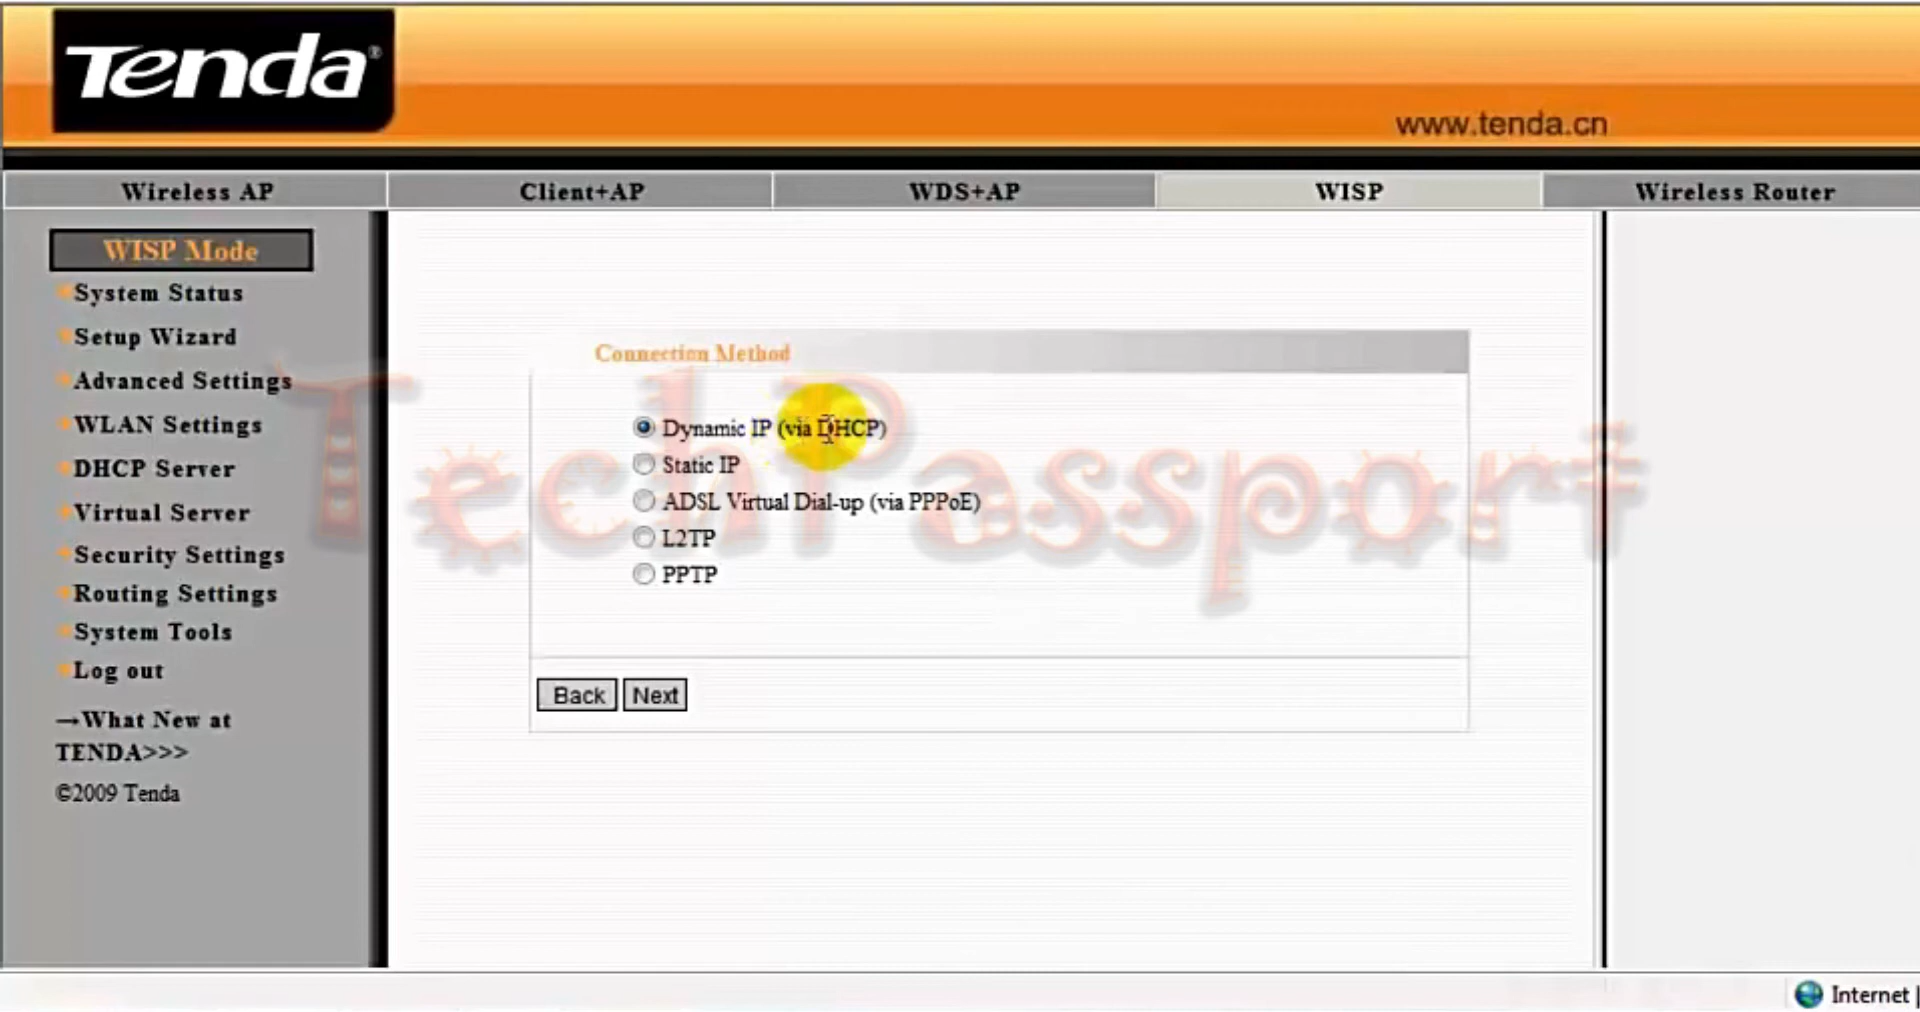 Tenda®
www.tenda.cn
Wireless AP
Client+AP
WDS+AP
WISP
Wireless Router
WISP Mode
System Status
Setup Wizard
Advanced Settings
WLAN Settings
DHCP Server
Virtual Server
Security Settings
Routing Settings
System Tools
Log out
→What New at
TENDA>>>
©2009 Tenda
Connection Method
Dynamic IP (via DHCP)
Static IP
ADSL Virtual Dial-up (via PPPoE)
L2TP
PPTP
Back Next
TechPassport
Internet |